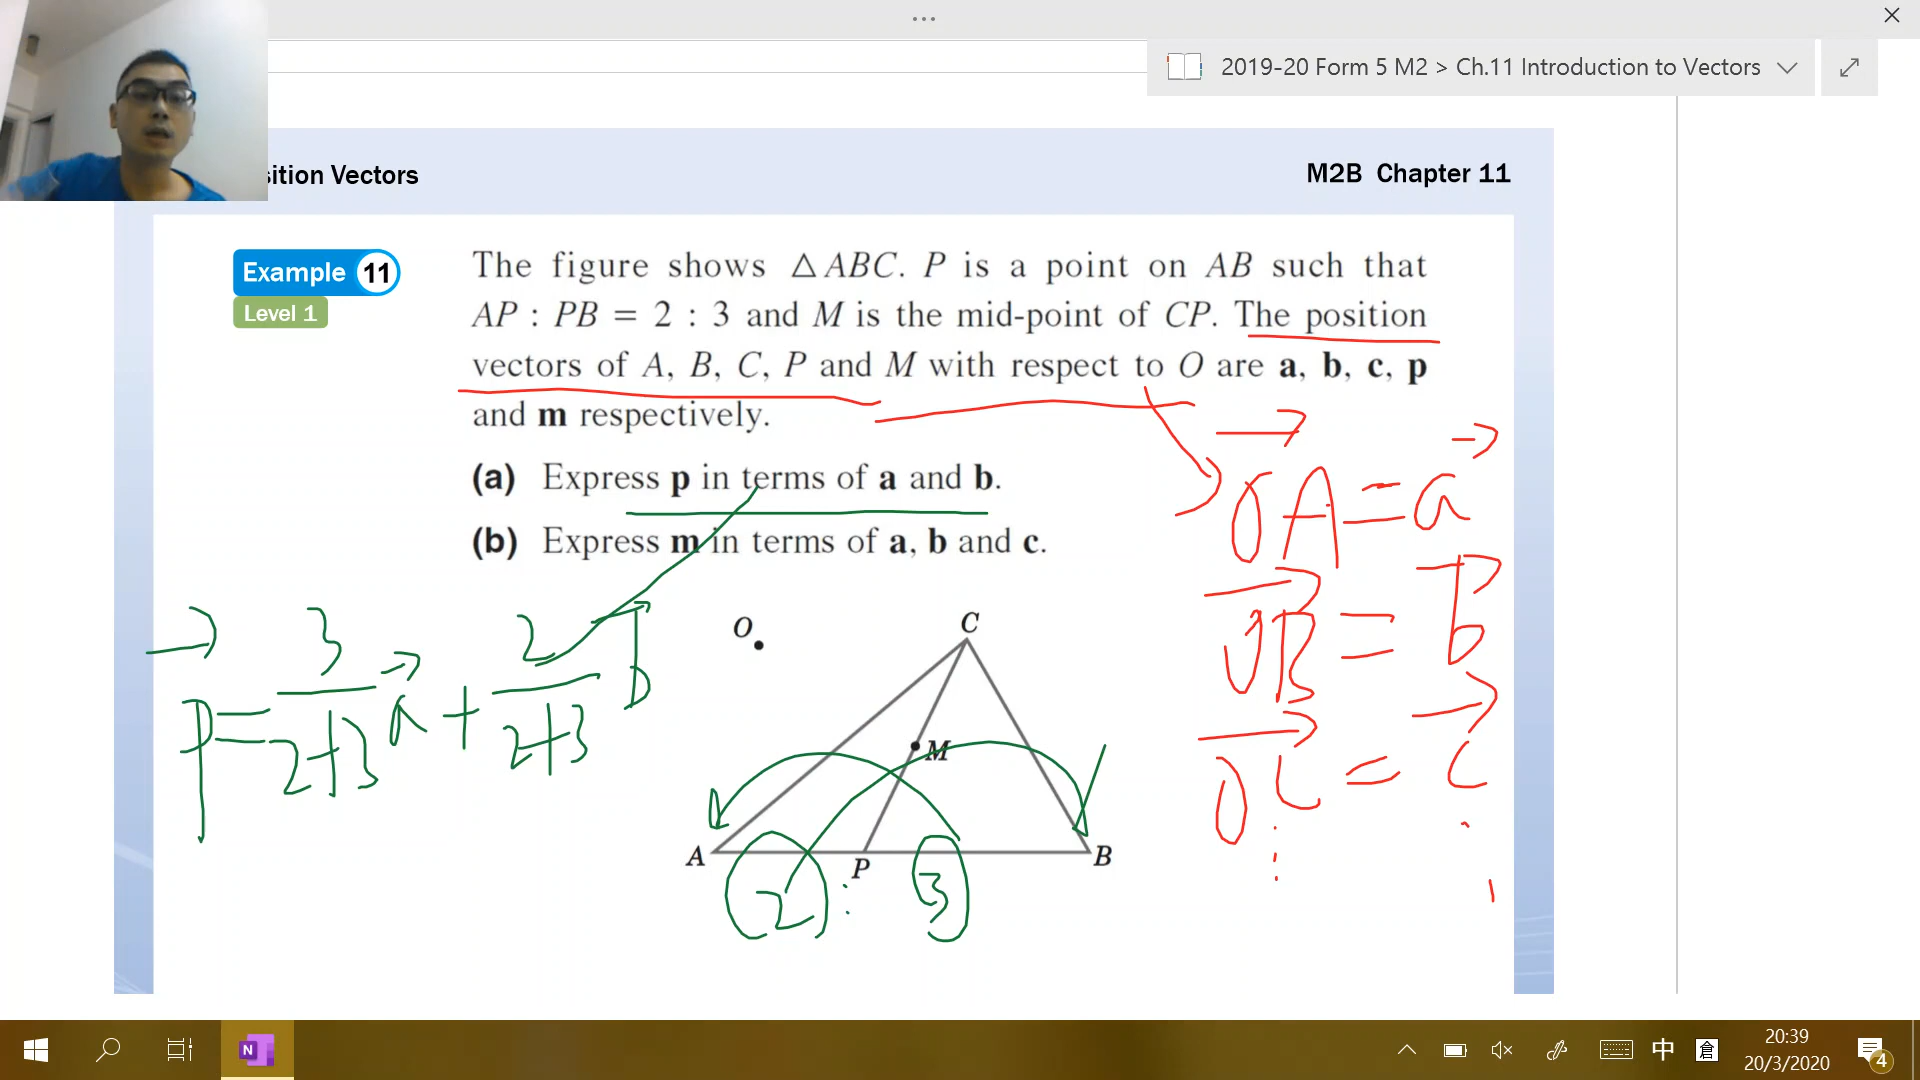 2019-20 Form 5 M2 > Ch.11 Introduction to Vectors
sition Vectors
M2B Chapter 11
Example 11
Level 1
The figure shows △ABC. P is a point on AB such that
AP : PB = 2 : 3 and M is the mid-point of CP. The position
vectors of A, B, C, P and M with respect to O are a, b, c, p
and m respectively.
(a) Express p in terms of a and b.
(b) Express m in terms of a, b and c.
OA = a
OB = b
OC = c
p = 3/2+3 a + 2/2+3 b
O
C
M
A
P
B
2 : 3
N
中
倉
20:39
20/3/2020
4